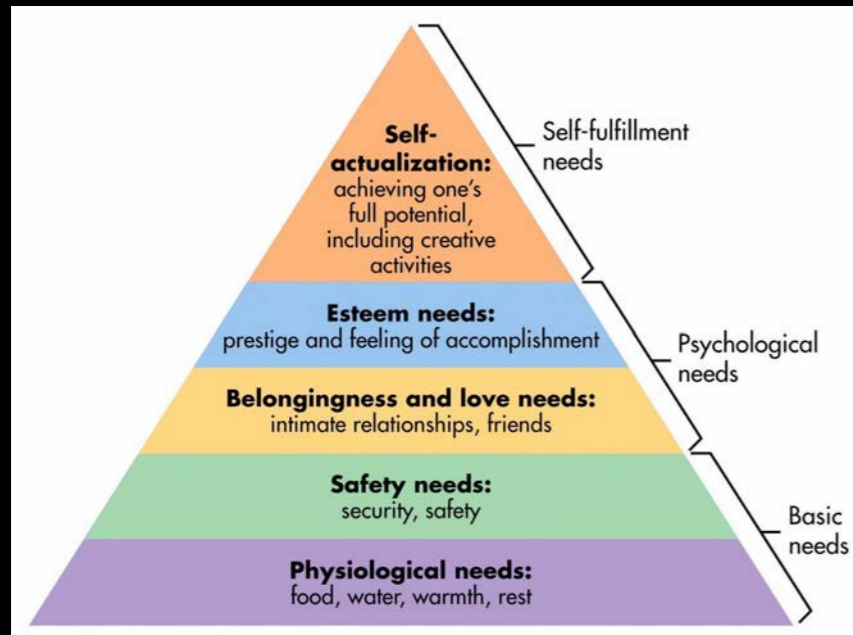 Self-
actualization:
achieving one's
full potential,
including creative
activities
Self-fulfillment
needs
Esteem needs:
prestige and feeling of accomplishment
Psychological
needs
Belongingness and love needs:
intimate relationships, friends
Safety needs:
security, safety
Basic
needs
Physiological needs:
food, water, warmth, rest